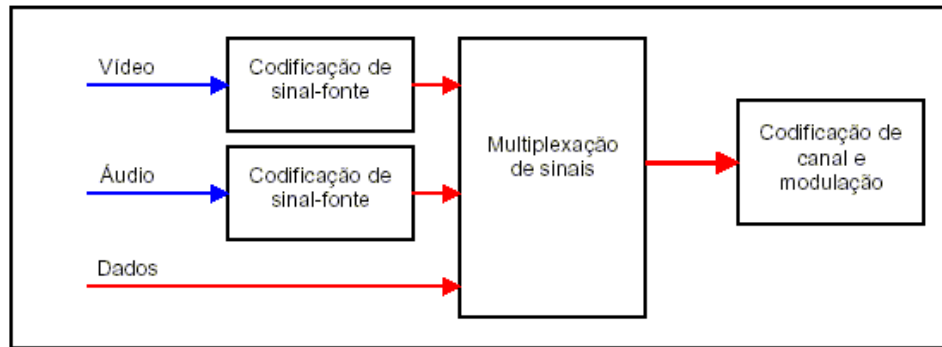 Vídeo
Codificação de
sinal-fonte
Áudio
Codificação de
sinal-fonte
Dados
Multiplexação
de sinais
Codificação de
canal e
modulação